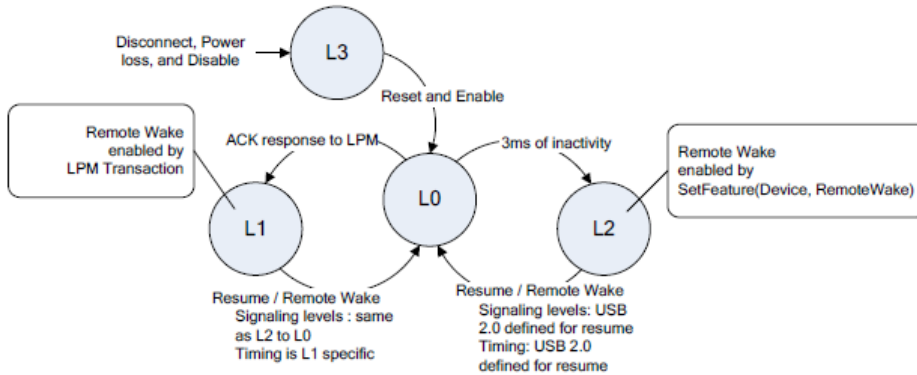 Disconnect, Power
loss, and Disable
L3
Reset and Enable
Remote Wake
enabled by
LPM Transaction
ACK response to LPM
3ms of inactivity
Remote Wake
enabled by
SetFeature(Device, RemoteWake)
L1
L0
L2
Resume / Remote Wake
Signaling levels : same
as L2 to L0
Timing is L1 specific
Resume / Remote Wake
Signaling levels: USB
2.0 defined for resume
Timing: USB 2.0
defined for resume